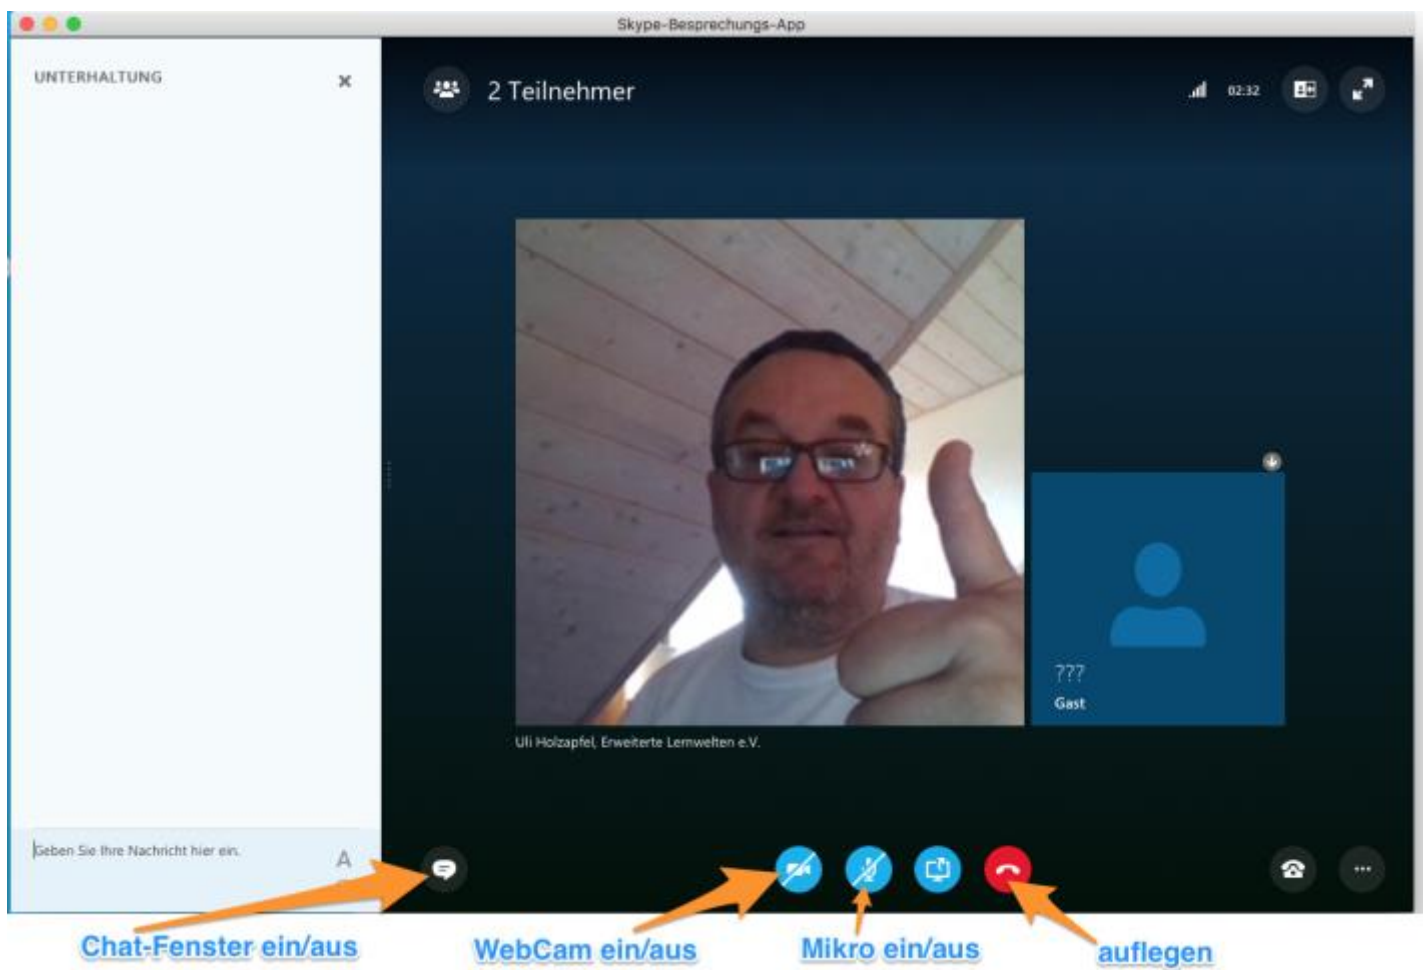 Skype-Besprechungs-App
UNTERHALTUNG
2 Teilnehmer
02:32
???
Gast
Uli Holzapfel, Erweiterte Lernwelten e.V.
Geben Sie Ihre Nachricht hier ein.
A
Chat-Fenster ein/aus
WebCam ein/aus
Mikro ein/aus
auflegen